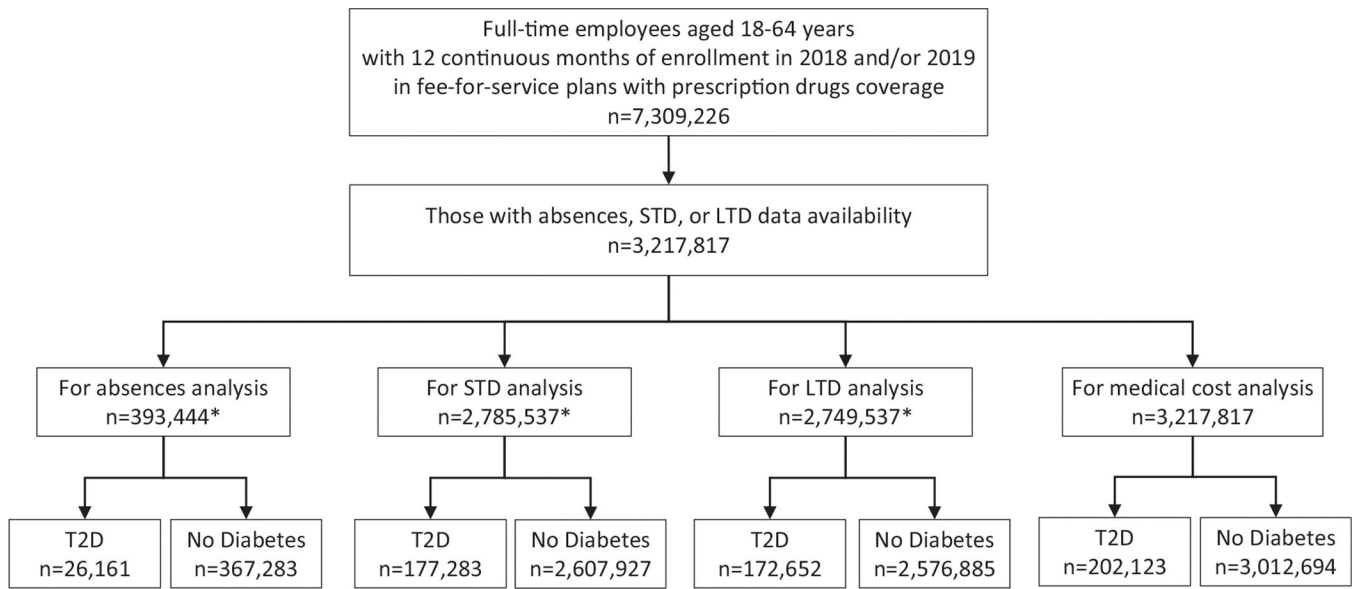 Full-time employees aged 18-64 years
with 12 continuous months of enrollment in 2018 and/or 2019
in fee-for-service plans with prescription drugs coverage
n=7,309,226
Those with absences, STD, or LTD data availability
n=3,217,817
For absences analysis
n=393,444*
For STD analysis
n=2,785,537*
For LTD analysis
n=2,749,537*
For medical cost analysis
n=3,217,817
T2D
n=26,161
No Diabetes
n=367,283
T2D
n=177,283
No Diabetes
n=2,607,927
T2D
n=172,652
No Diabetes
n=2,576,885
T2D
n=202,123
No Diabetes
n=3,012,694